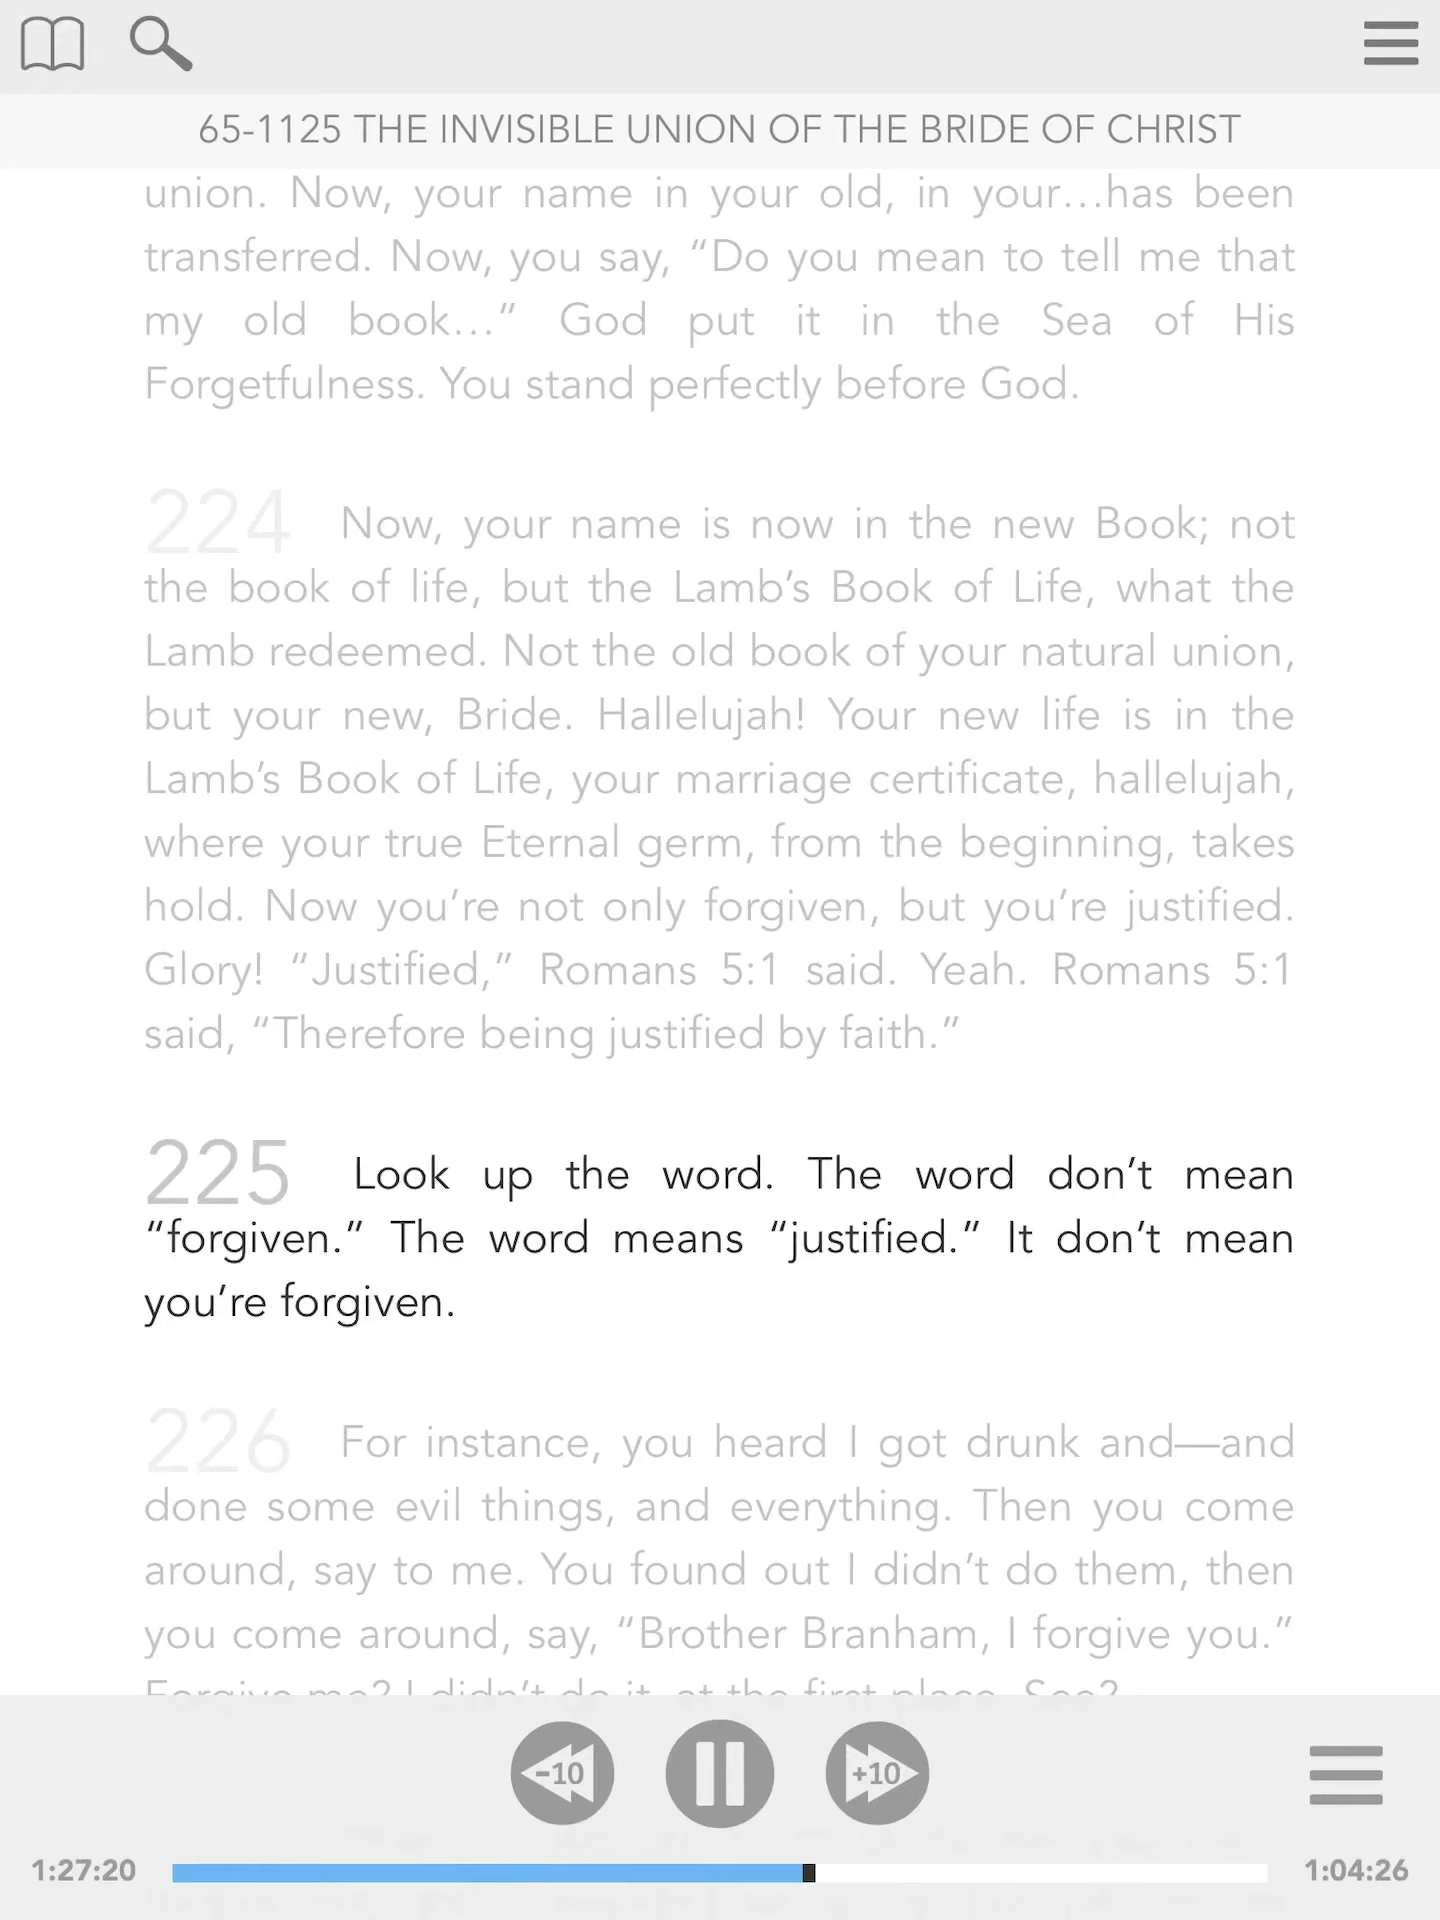 65-1125 THE INVISIBLE UNION OF THE BRIDE OF CHRIST
union. Now, your name in your old, in your…has been
transferred. Now, you say, “Do you mean to tell me that
my old book…” God put it in the Sea of His
Forgetfulness. You stand perfectly before God.
224 Now, your name is now in the new Book; not
the book of life, but the Lamb’s Book of Life, what the
Lamb redeemed. Not the old book of your natural union,
but your new, Bride. Hallelujah! Your new life is in the
Lamb’s Book of Life, your marriage certificate, hallelujah,
where your true Eternal germ, from the beginning, takes
hold. Now you’re not only forgiven, but you’re justified.
Glory! “Justified,” Romans 5:1 said. Yeah. Romans 5:1
said, “Therefore being justified by faith.”
225 Look up the word. The word don’t mean
“forgiven.” The word means “justified.” It don’t mean
you’re forgiven.
226 For instance, you heard I got drunk and—and
done some evil things, and everything. Then you come
around, say to me. You found out I didn’t do them, then
you come around, say, “Brother Branham, I forgive you.”
Forgive me? I didn’t do it, at the first place. See?
-10 +10
1:27:20 1:04:26